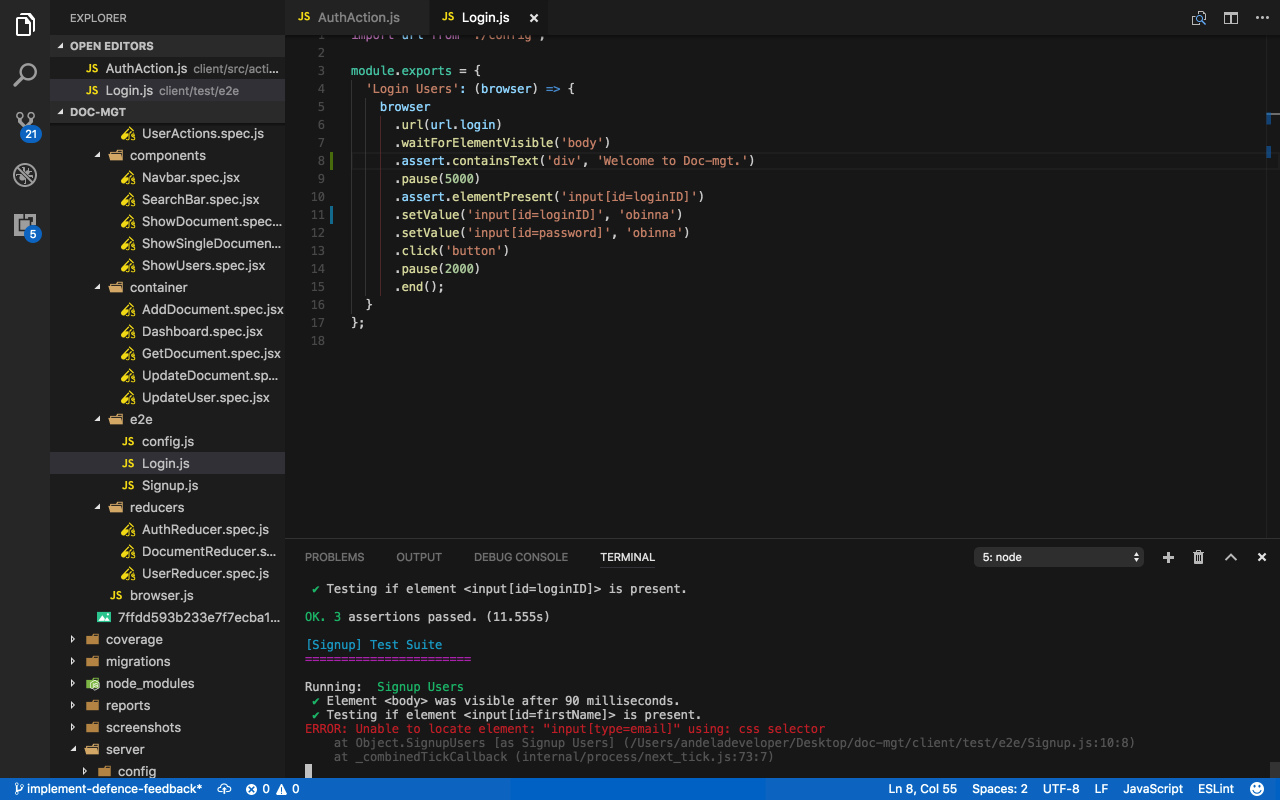 EXPLORER
OPEN EDITORS
JS AuthAction.js client/src/acti...
JS Login.js client/test/e2e
DOC-MGT
UserActions.spec.js
components
Navbar.spec.jsx
SearchBar.spec.jsx
ShowDocument.spec...
ShowSingleDocumen...
ShowUsers.spec.jsx
container
AddDocument.spec.jsx
Dashboard.spec.jsx
GetDocument.spec.jsx
UpdateDocument.sp...
UpdateUser.spec.jsx
e2e
JS config.js
JS Login.js
JS Signup.js
reducers
AuthReducer.spec.js
DocumentReducer.s...
UserReducer.spec.js
JS browser.js
7ffdd593b233e7f7ecba1...
coverage
migrations
node_modules
reports
screenshots
server
config
21
5
JS AuthAction.js JS Login.js
1 import url from './config';
2
3 module.exports = {
4 'Login Users': (browser) => {
5 browser
6 .url(url.login)
7 .waitForElementVisible('body')
8 .assert.containsText('div', 'Welcome to Doc-mgt.')
9 .pause(5000)
10 .assert.elementPresent('input[id=loginID]')
11 .setValue('input[id=loginID]', 'obinna')
12 .setValue('input[id=password]', 'obinna')
13 .click('button')
14 .pause(2000)
15 .end();
16 }
17 };
18
PROBLEMS OUTPUT DEBUG CONSOLE TERMINAL 5: node
✔ Testing if element <input[id=loginID]> is present.
OK. 3 assertions passed. (11.555s)
[Signup] Test Suite
=======================
Running: Signup Users
✔ Element <body> was visible after 90 milliseconds.
✔ Testing if element <input[id=firstName]> is present.
ERROR: Unable to locate element: "input[type=email]" using: css selector
at Object.SignupUsers [as Signup Users] (/Users/andeladeveloper/Desktop/doc-mgt/client/test/e2e/Signup.js:10:8)
at _combinedTickCallback (internal/process/next_tick.js:73:7)
implement-defence-feedback* 0 0 Ln 8, Col 55 Spaces: 2 UTF-8 LF JavaScript ESLint